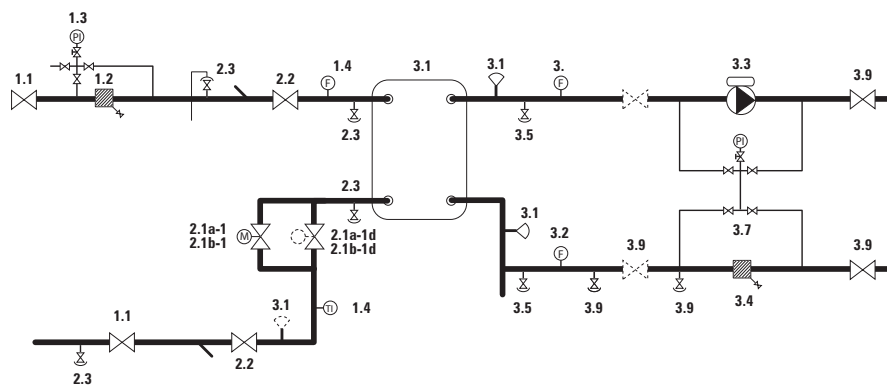 1.3
PI
1.1
1.2
2.3
2.2
1.4
F
2.3
3.1
3.1
3.
F
3.5
3.3
3.9
PI
2.3
2.1a-1
2.1b-1
M
2.1a-1d
2.1b-1d
3.7
3.1
3.2
F
3.9
3.9
3.5
3.9
3.9
3.4
1.1
3.1
TI
1.4
2.2
2.3